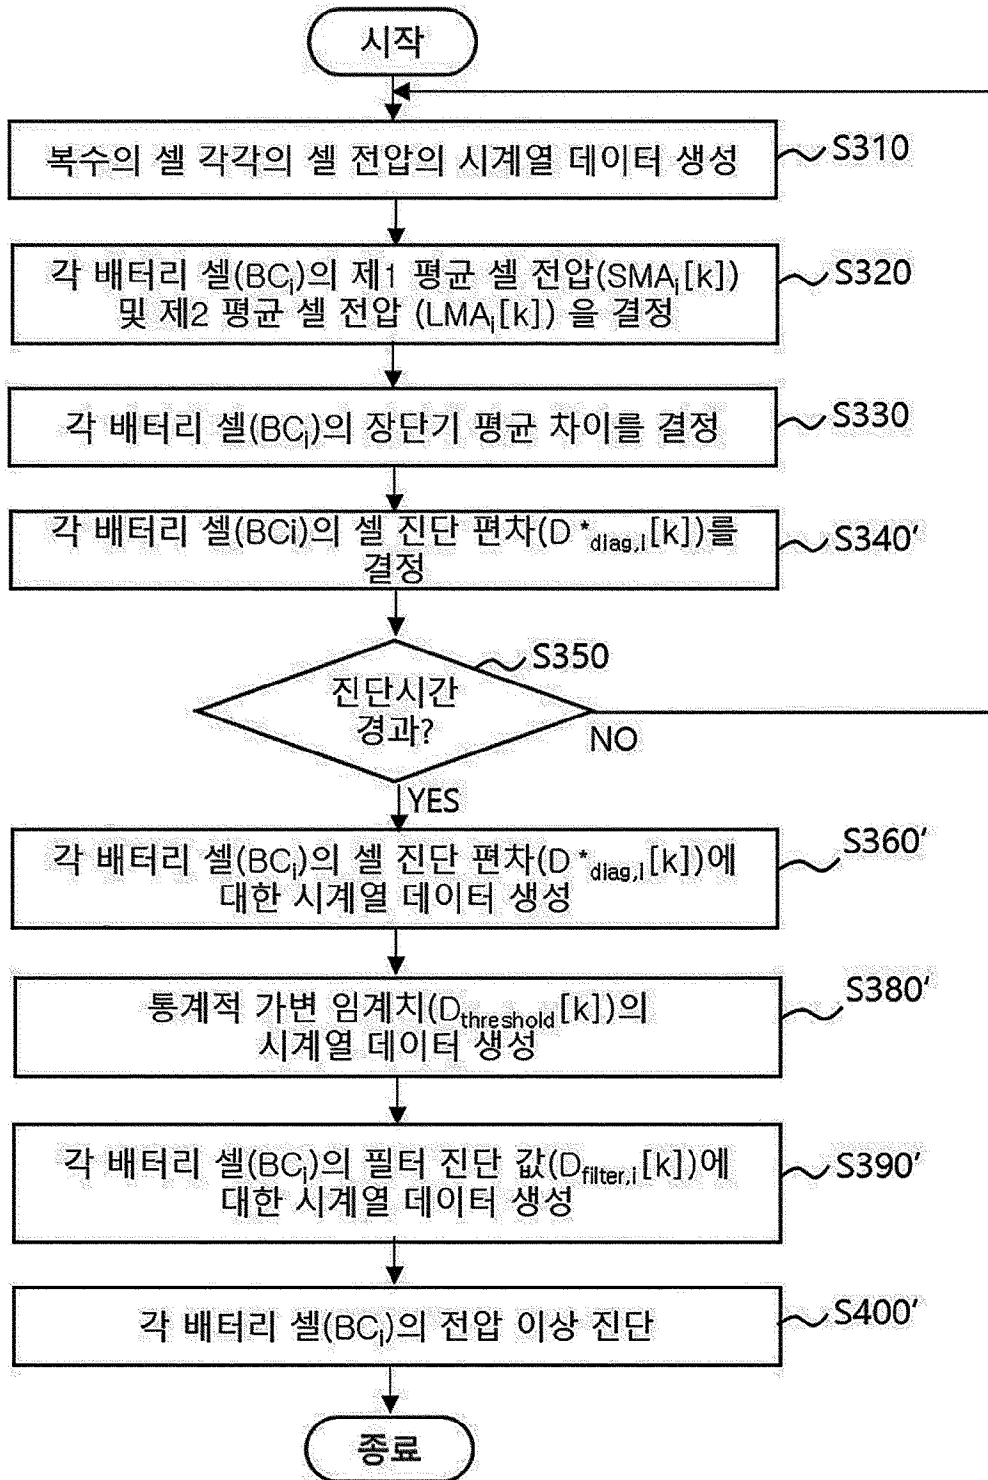 시작
복수의 셀 각각의 셀 전압의 시계열 데이터 생성
S310
각 배터리 셀(BCi)의 제1 평균 셀 전압(SMAi[k])
및 제2 평균 셀 전압 (LMAi[k]) 을 결정
S320
각 배터리 셀(BCi)의 장단기 평균 차이를 결정
S330
각 배터리 셀(BCi)의 셀 진단 편차(D*diag,i[k])를
결정
S340'
S350
진단시간
경과?
NO
YES
각 배터리 셀(BCi)의 셀 진단 편차(D*diag,i[k])에
대한 시계열 데이터 생성
S360'
통계적 가변 임계치(Dthreshold[k])의
시계열 데이터 생성
S380'
각 배터리 셀(BCi)의 필터 진단 값(Dfilter,i[k])에
대한 시계열 데이터 생성
S390'
각 배터리 셀(BCi)의 전압 이상 진단
S400'
종료